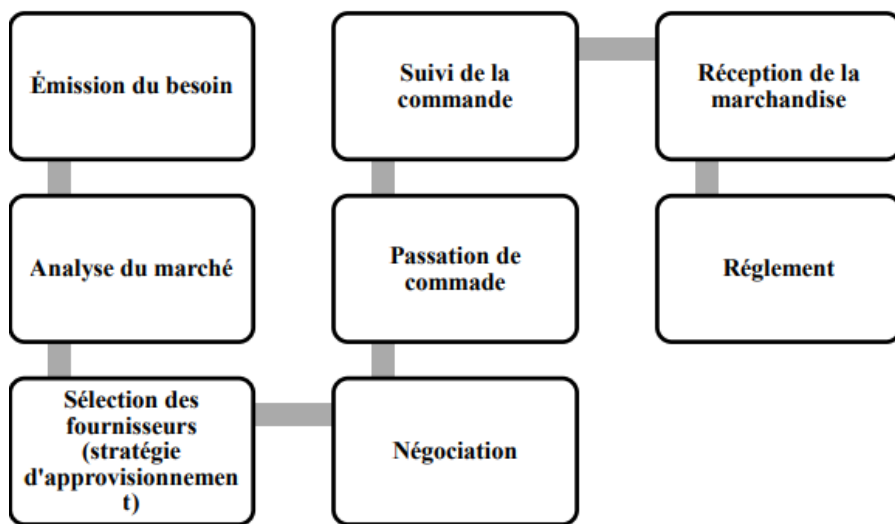 Émission du besoin
Analyse du marché
Sélection des
fournisseurs
(stratégie
d'approvisionnemen
t)
Négociation
Passation de
commade
Suivi de la
commande
Réception de la
marchandise
Réglement